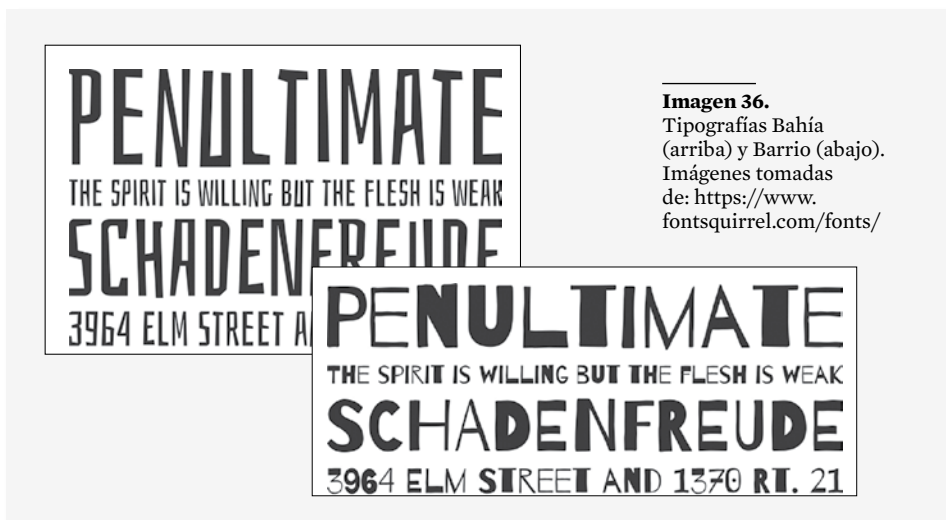 PENULTIMATE
THE SPIRIT IS WILLING BUT THE FLESH IS WEAK
SCHADENFREUDE
3964 ELM STREET A
Imagen 36.
Tipografías Bahía
(arriba) y Barrio (abajo).
Imágenes tomadas
de: https://www.
fontsquirrel.com/fonts/
PENULTIMATE
THE SPIRIT IS WILLING BUT THE FLESH IS WEAK
SCHADENFREUDE
3964 ELM STREET AND 1370 RT. 21